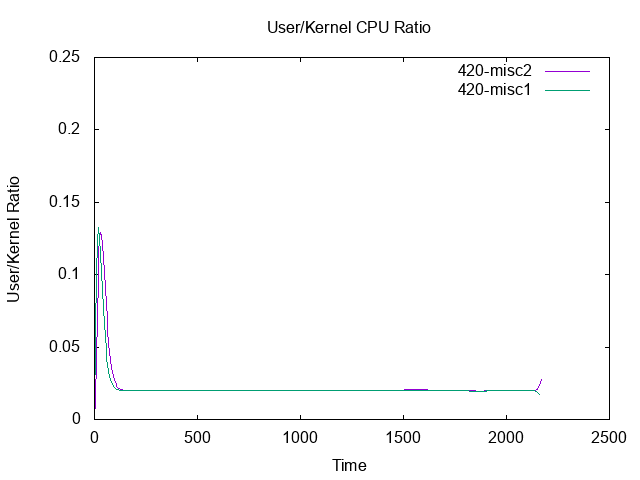 User/Kernel CPU Ratio
0.25
420-misc2
420-misc1
0.2
0.15
User/Kernel Ratio
0.1
0.05
0
0 500 1000 1500 2000 2500
Time